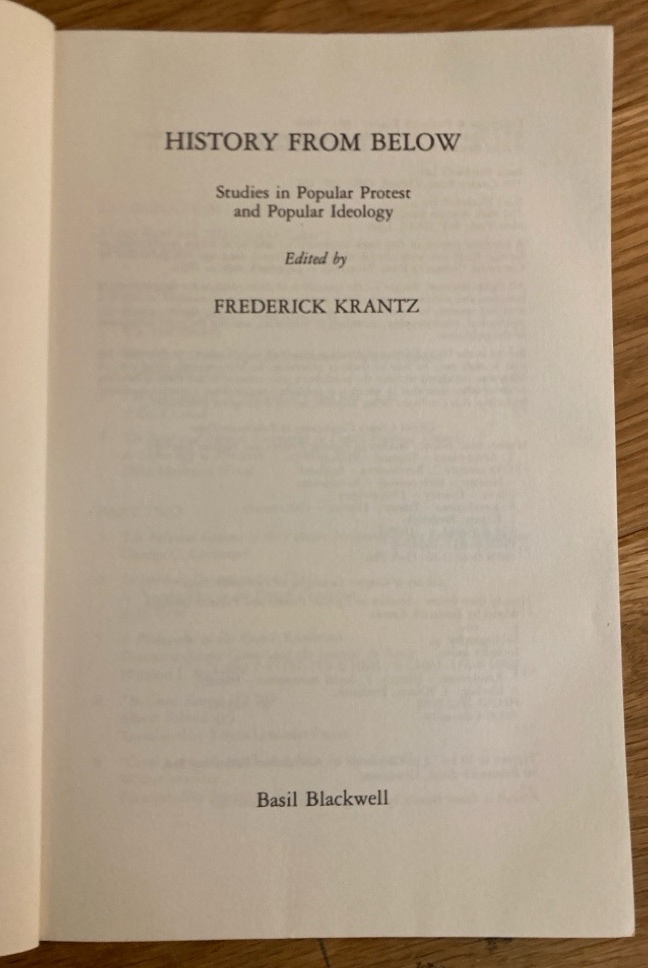 HISTORY FROM BELOW
Studies in Popular Protest
and Popular Ideology
Edited by
FREDERICK KRANTZ
Basil Blackwell